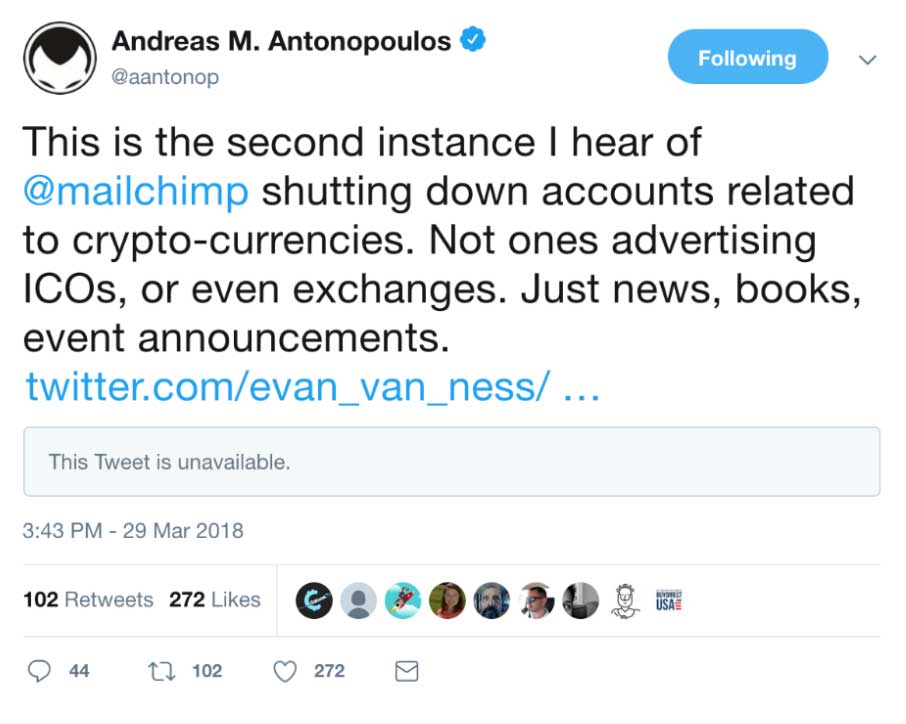 Andreas M. Antonopoulos
@aantonop
Following
This is the second instance I hear of
@mailchimp shutting down accounts related
to crypto-currencies. Not ones advertising
ICOs, or even exchanges. Just news, books,
event announcements.
twitter.com/evan_van_ness/ …
This Tweet is unavailable.
3:43 PM - 29 Mar 2018
102 Retweets 272 Likes
BUYDIRECT
USA
44 102 272